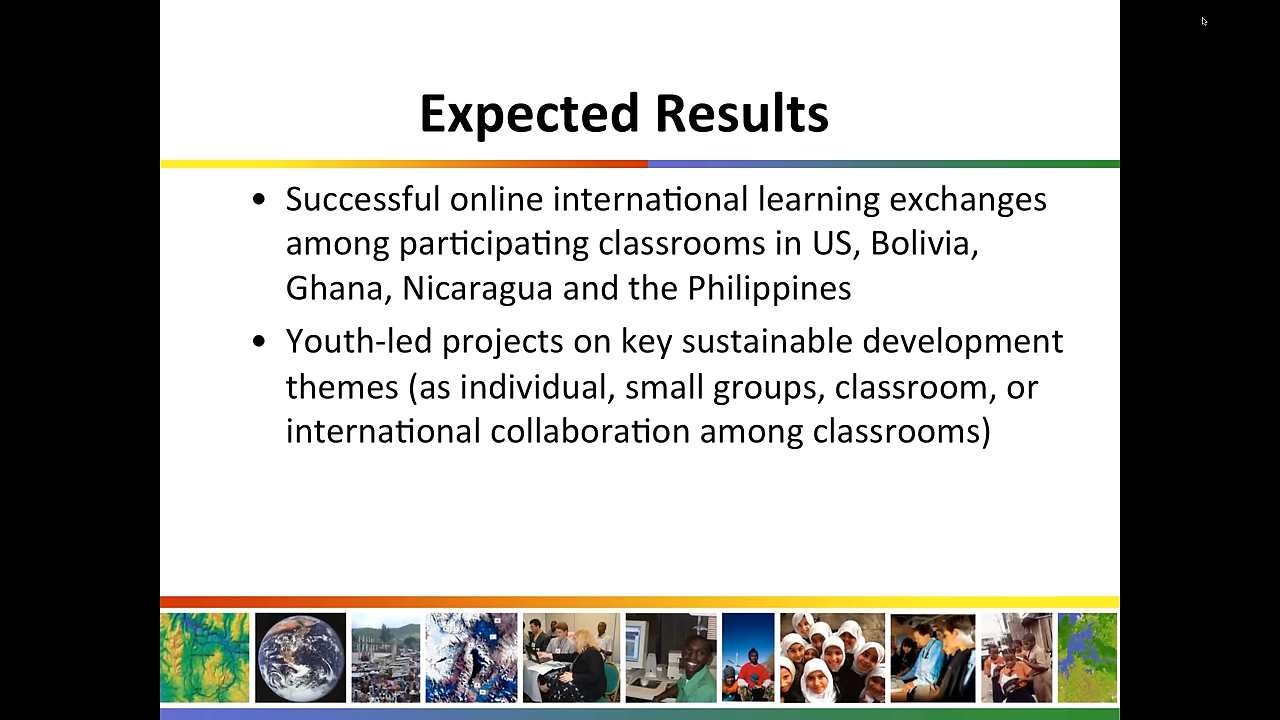 Expected Results
• Successful online international learning exchanges
among participating classrooms in US, Bolivia,
Ghana, Nicaragua and the Philippines
• Youth-led projects on key sustainable development
themes (as individual, small groups, classroom, or
international collaboration among classrooms)